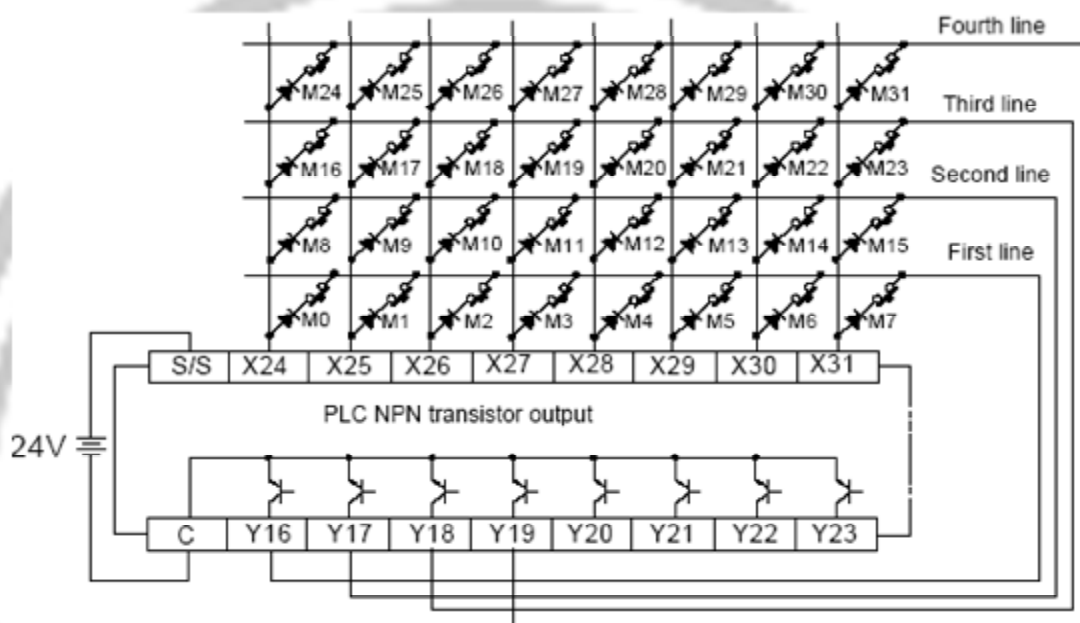 Fourth line
M24 M25 M26 M27 M28 M29 M30 M31
Third line
M16 M17 M18 M19 M20 M21 M22 M23
Second line
M8 M9 M10 M11 M12 M13 M14 M15
First line
M0 M1 M2 M3 M4 M5 M6 M7
S/S X24 X25 X26 X27 X28 X29 X30 X31
PLC NPN transistor output
24V
C Y16 Y17 Y18 Y19 Y20 Y21 Y22 Y23